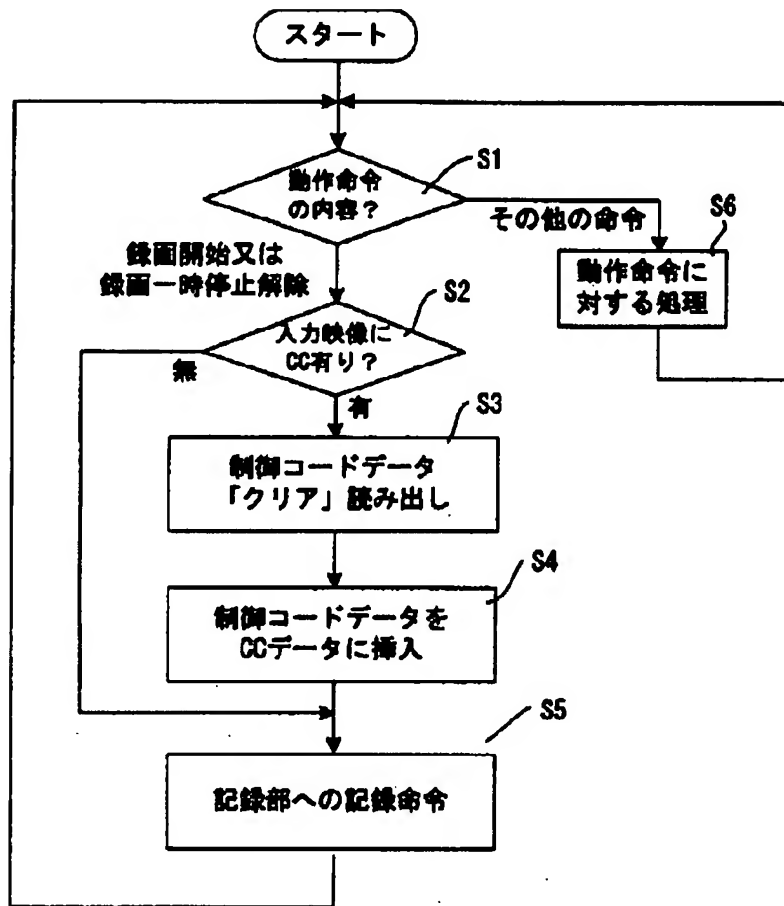 スタート
S1
動作命令
の内容?
その他の命令
S6
動作命令に
対する処理
録画開始又は
録画一時停止解除
S2
入力映像に
CC有り?
無
有
S3
制御コードデータ
「クリア」読み出し
S4
制御コードデータを
CCデータに挿入
S5
記録部への記録命令